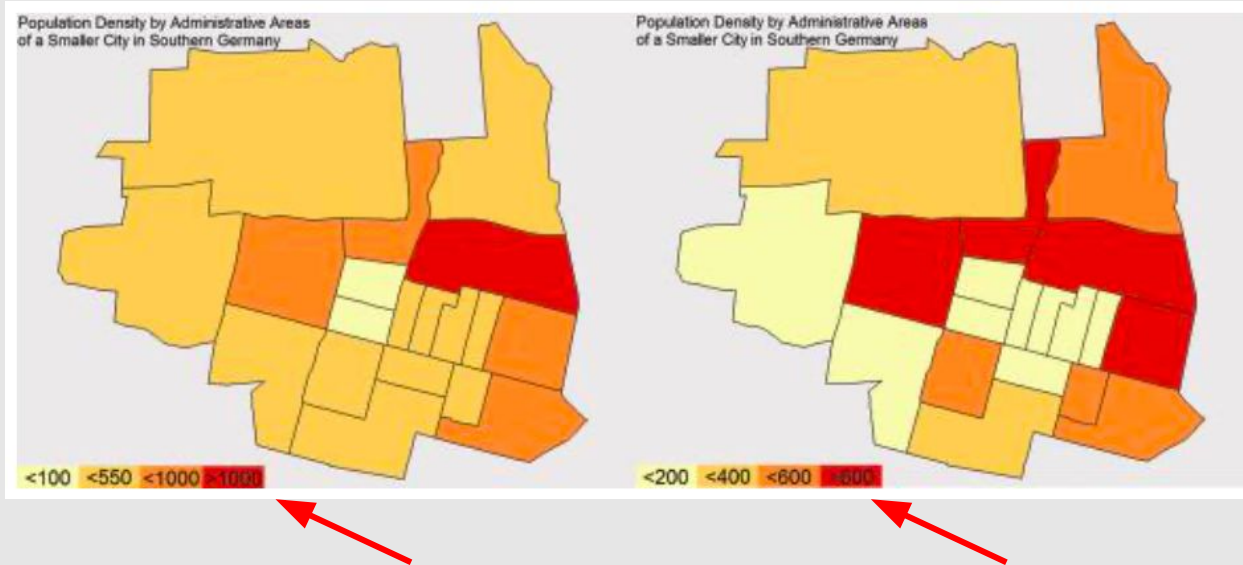 Population Density by Administrative Areas
of a Smaller City in Southern Germany
<100 <550 <1000 >1000
Population Density by Administrative Areas
of a Smaller City in Southern Germany
<200 <400 <600 >600